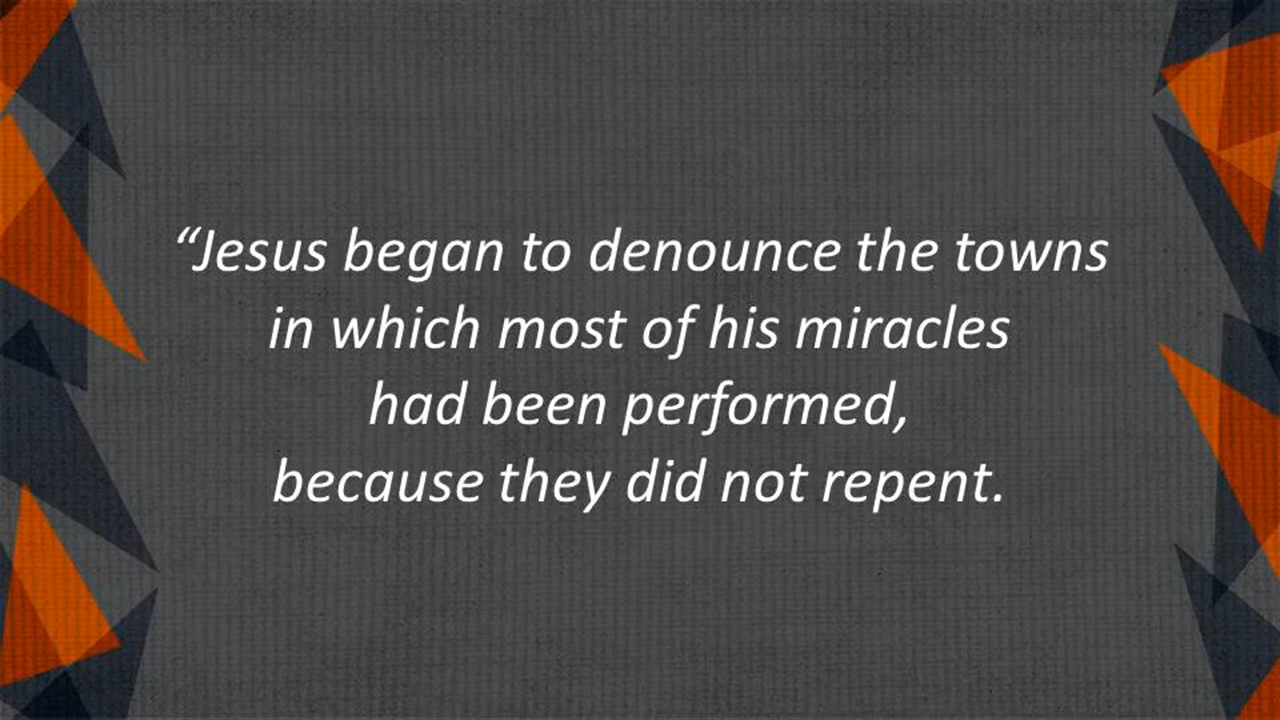 “Jesus began to denounce the towns
in which most of his miracles
had been performed,
because they did not repent.